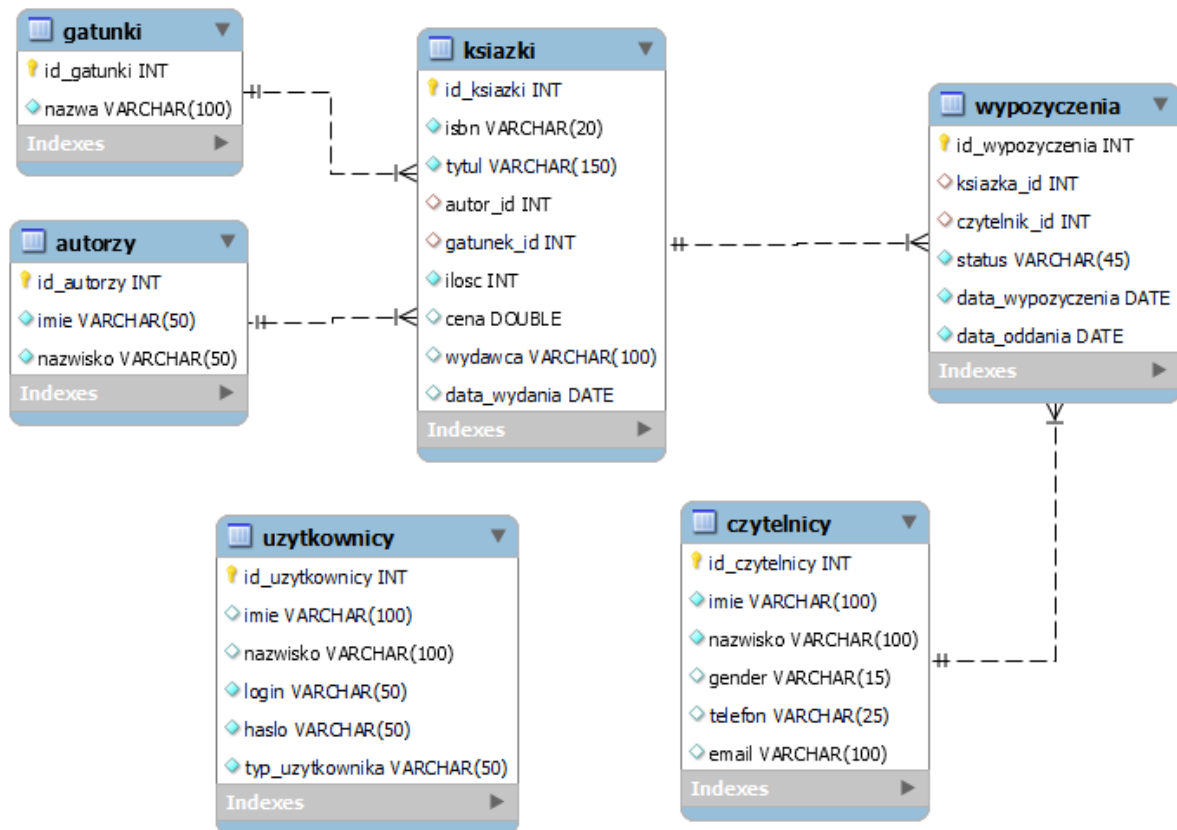 gatunki
id_gatunki INT
nazwa VARCHAR(100)
Indexes
autorzy
id_autorzy INT
imie VARCHAR(50)
nazwisko VARCHAR(50)
Indexes
ksiazki
id_ksiazki INT
isbn VARCHAR(20)
tytul VARCHAR(150)
autor_id INT
gatunek_id INT
ilosc INT
cena DOUBLE
wydawca VARCHAR(100)
data_wydania DATE
Indexes
wypozyczenia
id_wypozyczenia INT
ksiazka_id INT
czytelnik_id INT
status VARCHAR(45)
data_wypozyczenia DATE
data_oddania DATE
Indexes
uzytkownicy
id_uzytkownicy INT
imie VARCHAR(100)
nazwisko VARCHAR(100)
login VARCHAR(50)
haslo VARCHAR(50)
typ_uzytkownika VARCHAR(50)
Indexes
czytelnicy
id_czytelnicy INT
imie VARCHAR(100)
nazwisko VARCHAR(100)
gender VARCHAR(15)
telefon VARCHAR(25)
email VARCHAR(100)
Indexes